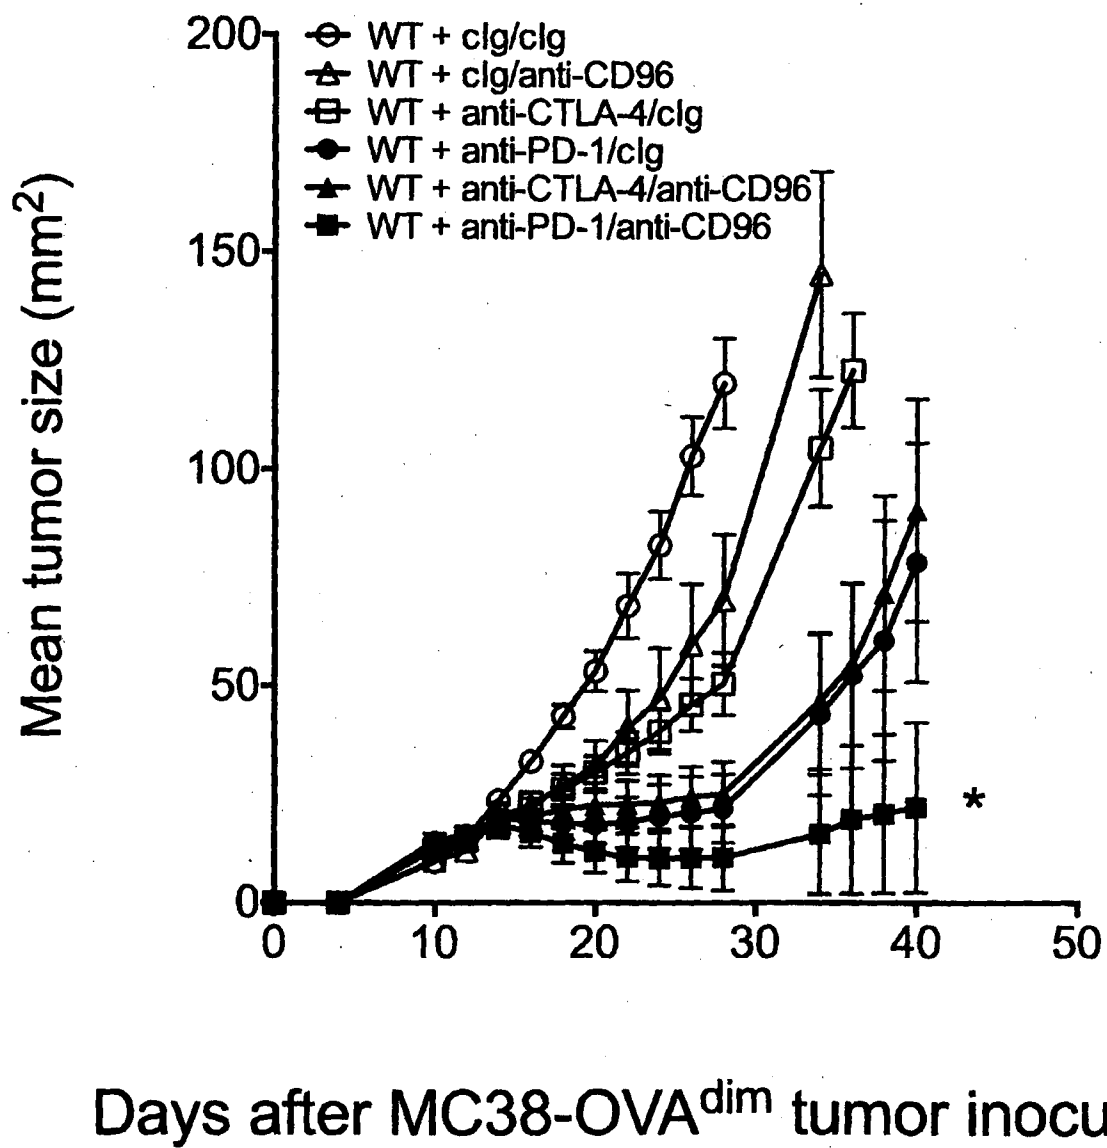 200
WT + cIg/cIg
WT + cIg/anti-CD96
WT + anti-CTLA-4/cIg
WT + anti-PD-1/cIg
WT + anti-CTLA-4/anti-CD96
WT + anti-PD-1/anti-CD96
150
100
50
0
Mean tumor size (mm²)
*
0 10 20 30 40 50
Days after MC38-OVAᵈⁱᵐ tumor inocu